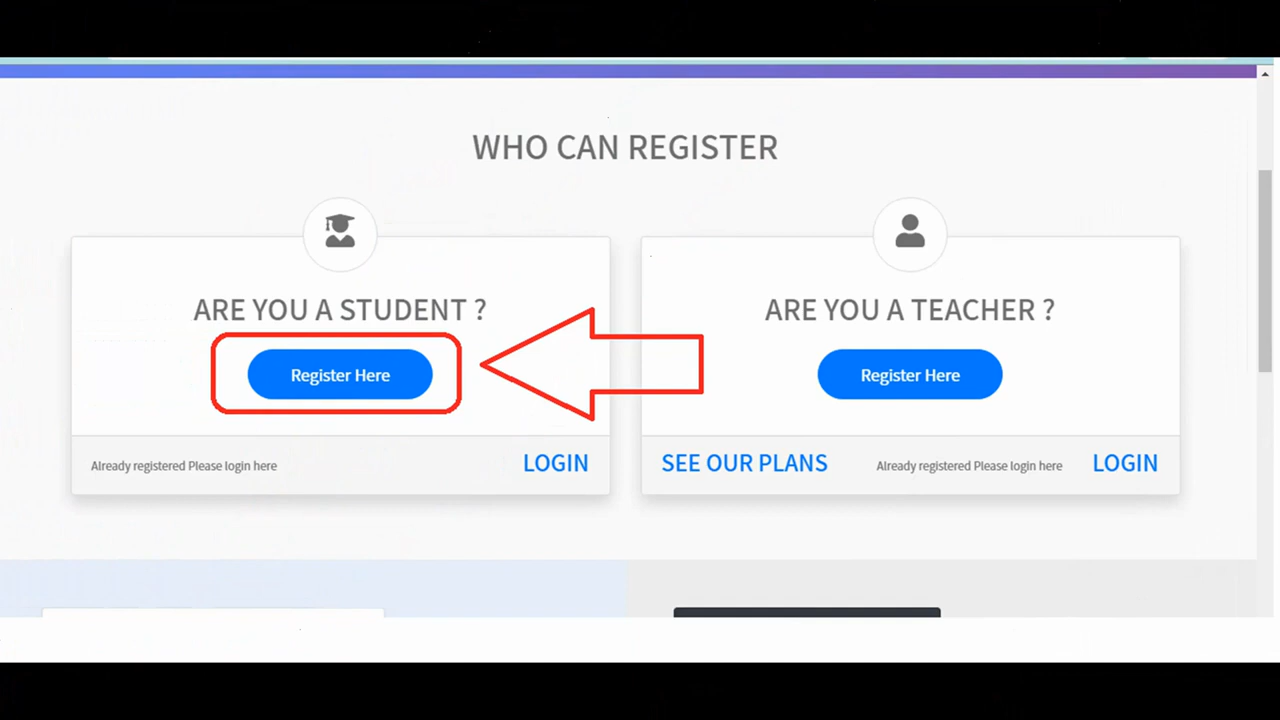 WHO CAN REGISTER
ARE YOU A STUDENT ?
Register Here
Already registered Please login here
LOGIN
ARE YOU A TEACHER ?
Register Here
SEE OUR PLANS
Already registered Please login here
LOGIN